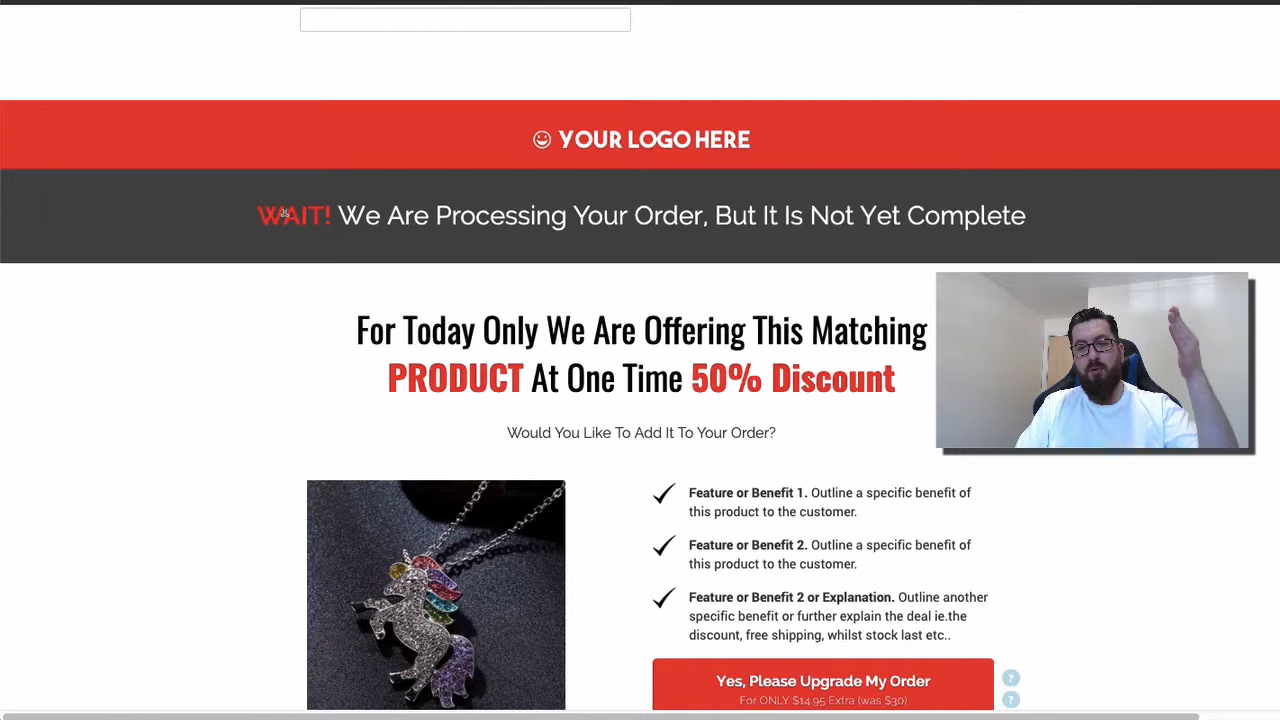 YOUR LOGO HERE
WAIT! We Are Processing Your Order, But It Is Not Yet Complete
For Today Only We Are Offering This Matching
PRODUCT At One Time 50% Discount
Would You Like To Add It To Your Order?
Feature or Benefit 1. Outline a specific benefit of
this product to the customer.
Feature or Benefit 2. Outline a specific benefit of
this product to the customer.
Feature or Benefit 2 or Explanation. Outline another
specific benefit or further explain the deal ie.the
discount, free shipping, whilst stock last etc..
Yes, Please Upgrade My Order
?
For ONLY $14.95 Extra (was $30)
?